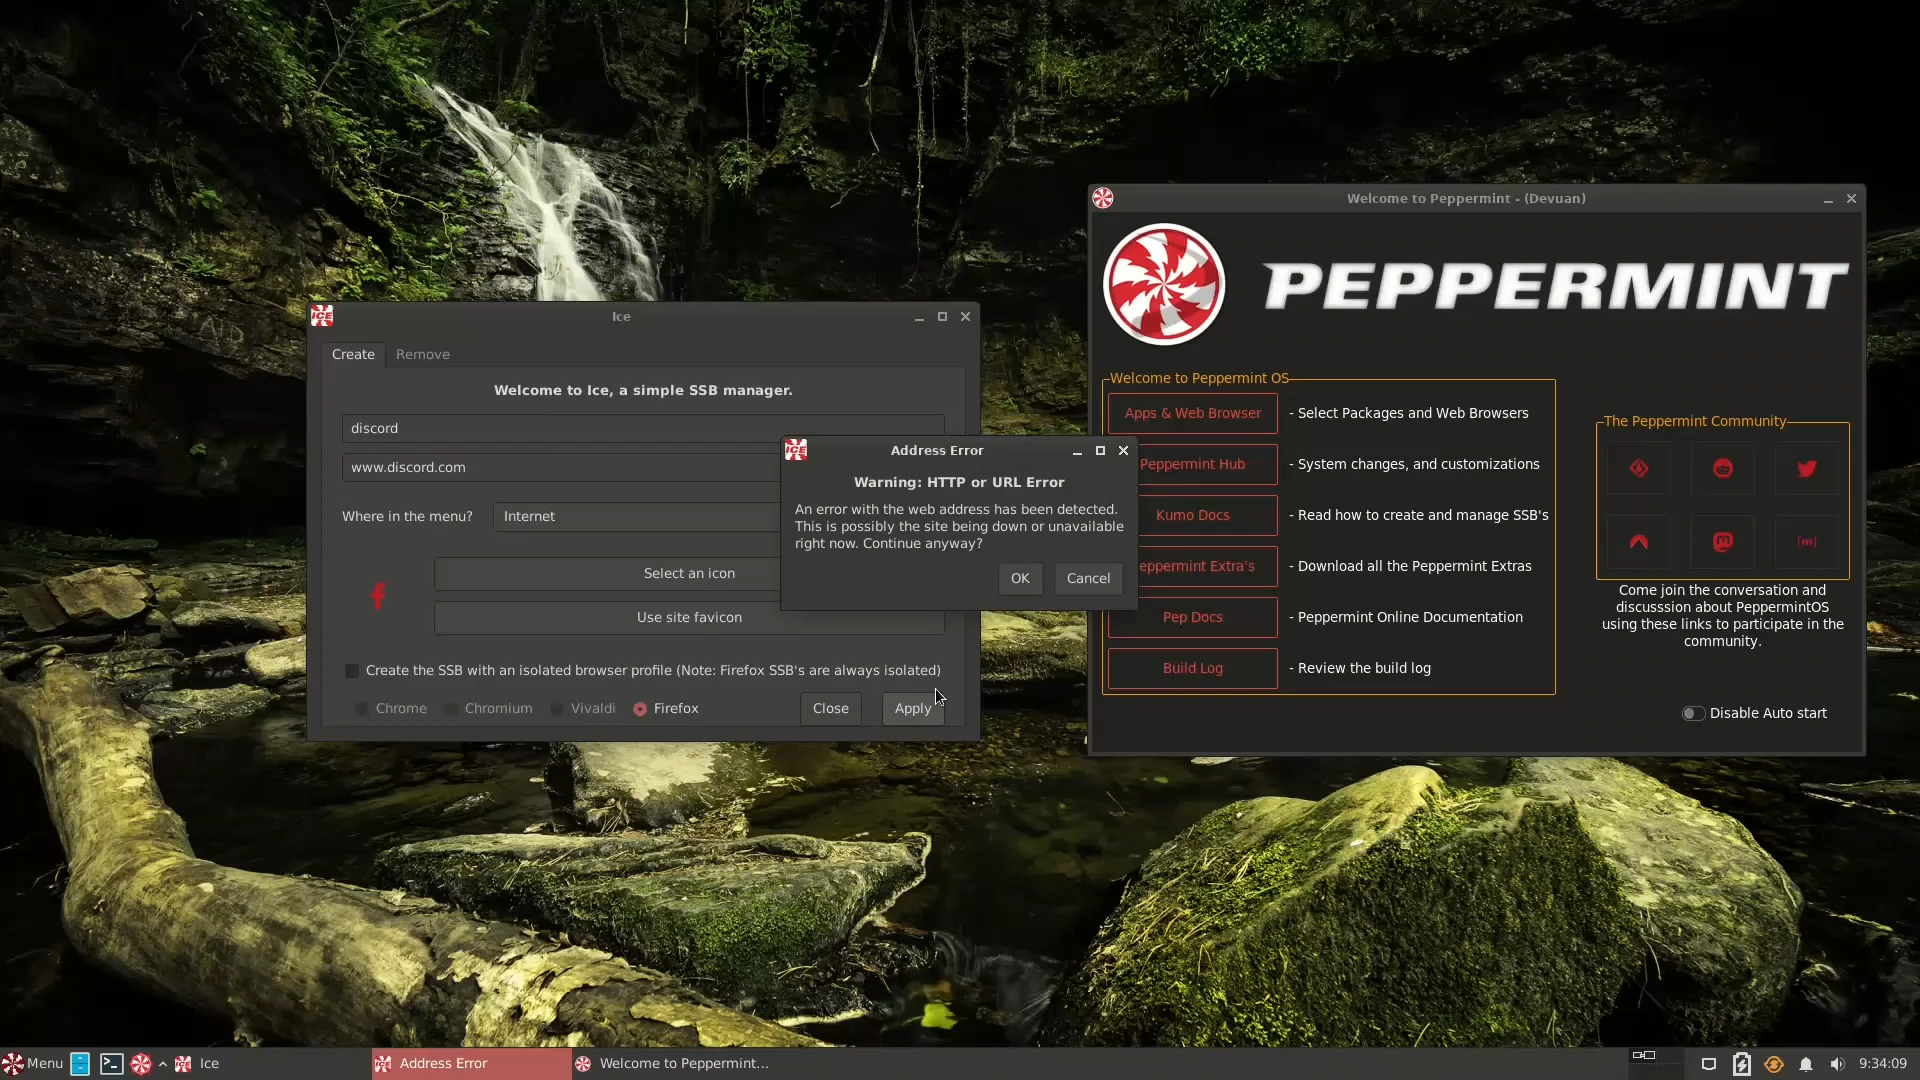 Ice
Create
Remove
Welcome to Ice, a simple SSB manager.
discord
www.discord.com
Where in the menu?
Internet
Select an icon
Use site favicon
Create the SSB with an isolated browser profile (Note: Firefox SSB's are always isolated)
Chrome
Chromium
Vivaldi
Firefox
Close
Apply
Address Error
Warning: HTTP or URL Error
An error with the web address has been detected.
This is possibly the site being down or unavailable
right now. Continue anyway?
OK
Cancel
Welcome to Peppermint - (Devuan)
PEPPERMINT
Welcome to Peppermint OS
Apps & Web Browser
- Select Packages and Web Browsers
Peppermint Hub
- System changes, and customizations
Kumo Docs
- Read how to create and manage SSB's
eppermint Extra's
- Download all the Peppermint Extras
Pep Docs
- Peppermint Online Documentation
Build Log
- Review the build log
The Peppermint Community
[m]
Come join the conversation and
discusssion about PeppermintOS
using these links to participate in the
community.
Disable Auto start
Menu
Ice
Address Error
Welcome to Peppermint...
9:34:09